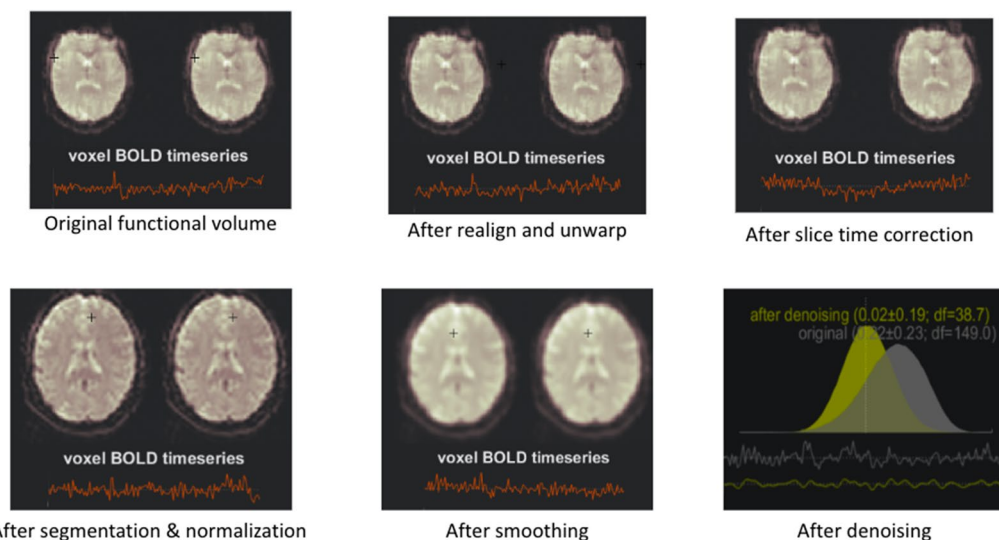 voxel BOLD timeseries
Original functional volume
voxel BOLD timeseries
After realign and unwarp
voxel BOLD timeseries
After slice time correction
voxel BOLD timeseries
After segmentation & normalization
voxel BOLD timeseries
After smoothing
after denoising (0.02±0.19; df=38.7)
original (0.22±0.23; df=149.0)
After denoising